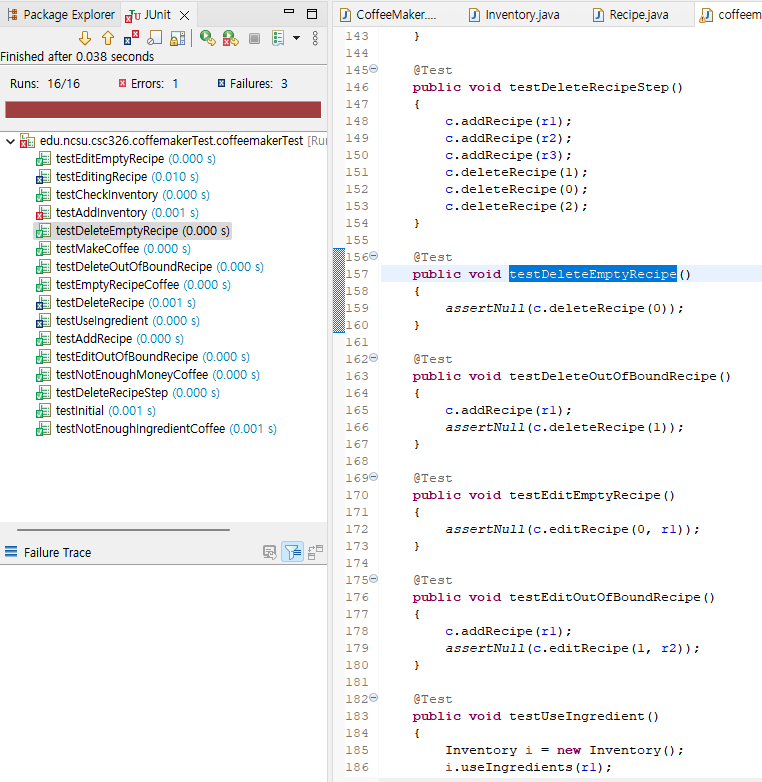 Package Explorer JUnit
Finished after 0.038 seconds
Runs: 16/16 Errors: 1 Failures: 3
edu.ncsu.csc326.coffemakerTest.coffeemakerTest [Ru
testEditEmptyRecipe (0.000 s)
testEditingRecipe (0.010 s)
testCheckInventory (0.000 s)
testAddInventory (0.001 s)
testDeleteEmptyRecipe (0.000 s)
testMakeCoffee (0.000 s)
testDeleteOutOfBoundRecipe (0.000 s)
testEmptyRecipeCoffee (0.000 s)
testDeleteRecipe (0.001 s)
testUseIngredient (0.000 s)
testAddRecipe (0.000 s)
testEditOutOfBoundRecipe (0.000 s)
testNotEnoughMoneyCoffee (0.000 s)
testDeleteRecipeStep (0.000 s)
testInitial (0.001 s)
testNotEnoughIngredientCoffee (0.001 s)
Failure Trace
CoffeeMaker.... Inventory.java Recipe.java coffeem
143 }
144
145 @Test
146 public void testDeleteRecipeStep()
147 {
148 c.addRecipe(r1);
149 c.addRecipe(r2);
150 c.addRecipe(r3);
151 c.deleteRecipe(1);
152 c.deleteRecipe(0);
153 c.deleteRecipe(2);
154 }
155
156 @Test
157 public void testDeleteEmptyRecipe()
158 {
159 assertNull(c.deleteRecipe(0));
160 }
161
162 @Test
163 public void testDeleteOutOfBoundRecipe()
164 {
165 c.addRecipe(r1);
166 assertNull(c.deleteRecipe(1));
167 }
168
169 @Test
170 public void testEditEmptyRecipe()
171 {
172 assertNull(c.editRecipe(0, r1));
173 }
174
175 @Test
176 public void testEditOutOfBoundRecipe()
177 {
178 c.addRecipe(r1);
179 assertNull(c.editRecipe(1, r2));
180 }
181
182 @Test
183 public void testUseIngredient()
184 {
185 Inventory i = new Inventory();
186 i.useIngredients(r1);